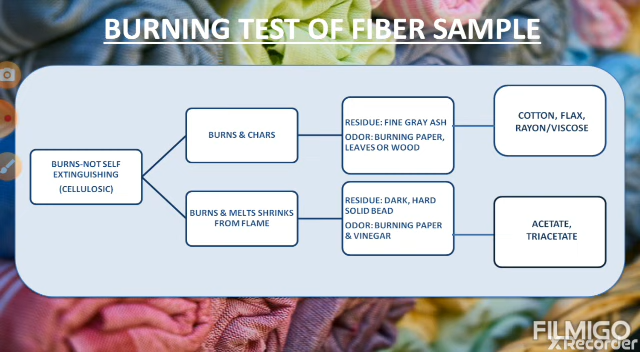 BURNING TEST OF FIBER SAMPLE
BURNS-NOT SELF
EXTINGUISHING
(CELLULOSIC)
BURNS & CHARS
RESIDUE: FINE GRAY ASH
ODOR: BURNING PAPER,
LEAVES OR WOOD
COTTON, FLAX,
RAYON/VISCOSE
BURNS & MELTS SHRINKS
FROM FLAME
RESIDUE: DARK, HARD
SOLID BEAD
ODOR: BURNING PAPER
& VINEGAR
ACETATE,
TRIACETATE
FILMIGO
Recorder